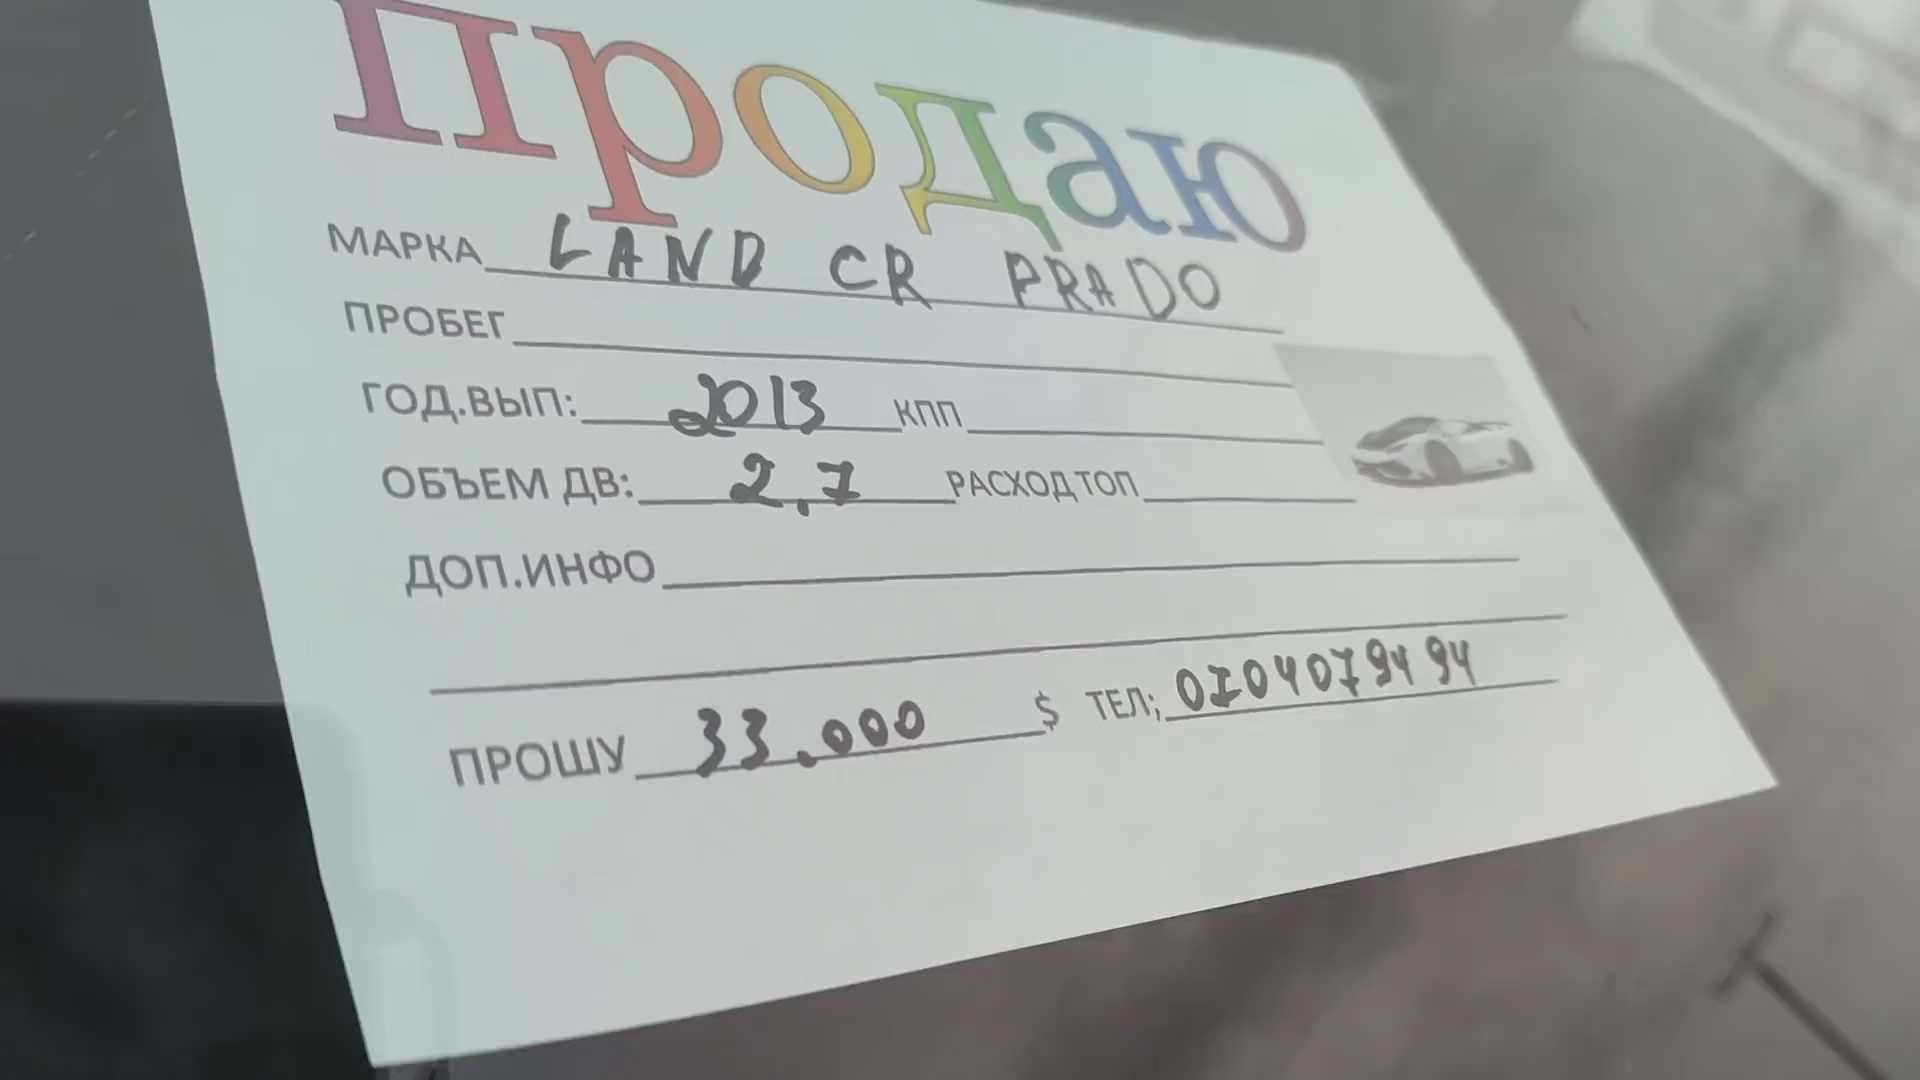 продаю
МАРКА LAND CR PRADO
ПРОБЕГ
ГОД.ВЫП: 2013 КПП
ОБЪЕМ ДВ: 2,7 РАСХОД ТОП
ДОП.ИНФО
ПРОШУ 33.000 $ ТЕЛ; 0704079494